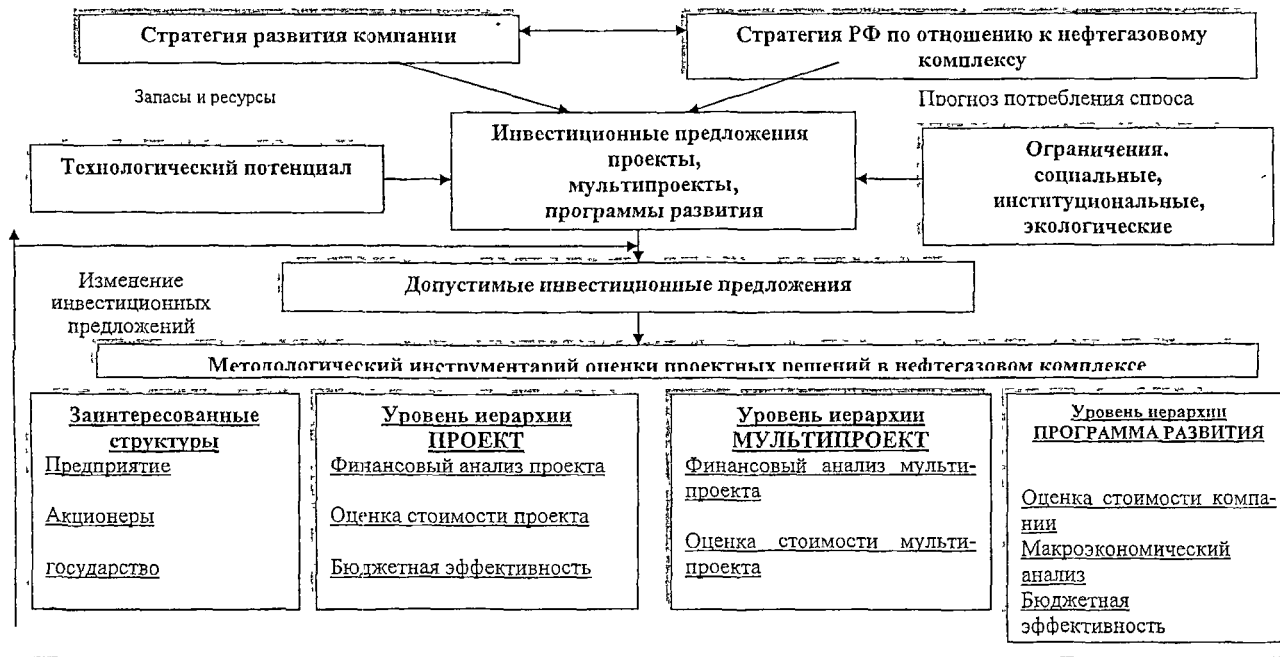 Стратегия развития компании
Стратегия РФ по отношению к нефтегазовому
комплексу
Запасы и ресурсы
Прогноз потребления спроса
Инвестиционные предложения
проекты,
мультипроекты,
программы развития
Технологический потенциал
Ограничения.
социальные,
институциональные,
экологические
Изменение
инвестиционных
предложений
Допустимые инвестиционные предложения
Методологический инструментарий оценки проектных решений в нефтегазовом комплексе
Заинтересованные
структуры
Предприятие
Акционеры
государство
Уровень иерархии
ПРОЕКТ
Финансовый анализ проекта
Оценка стоимости проекта
Бюджетная эффективность
Уровень иерархии
МУЛЬТИПРОЕКТ
Финансовый анализ мульти-
проекта
Оценка стоимости мульти-
проекта
Уровень иерархии
ПРОГРАММА РАЗВИТИЯ
Оценка стоимости компа-
нии
Макроэкономический
анализ
Бюджетная
эффективность